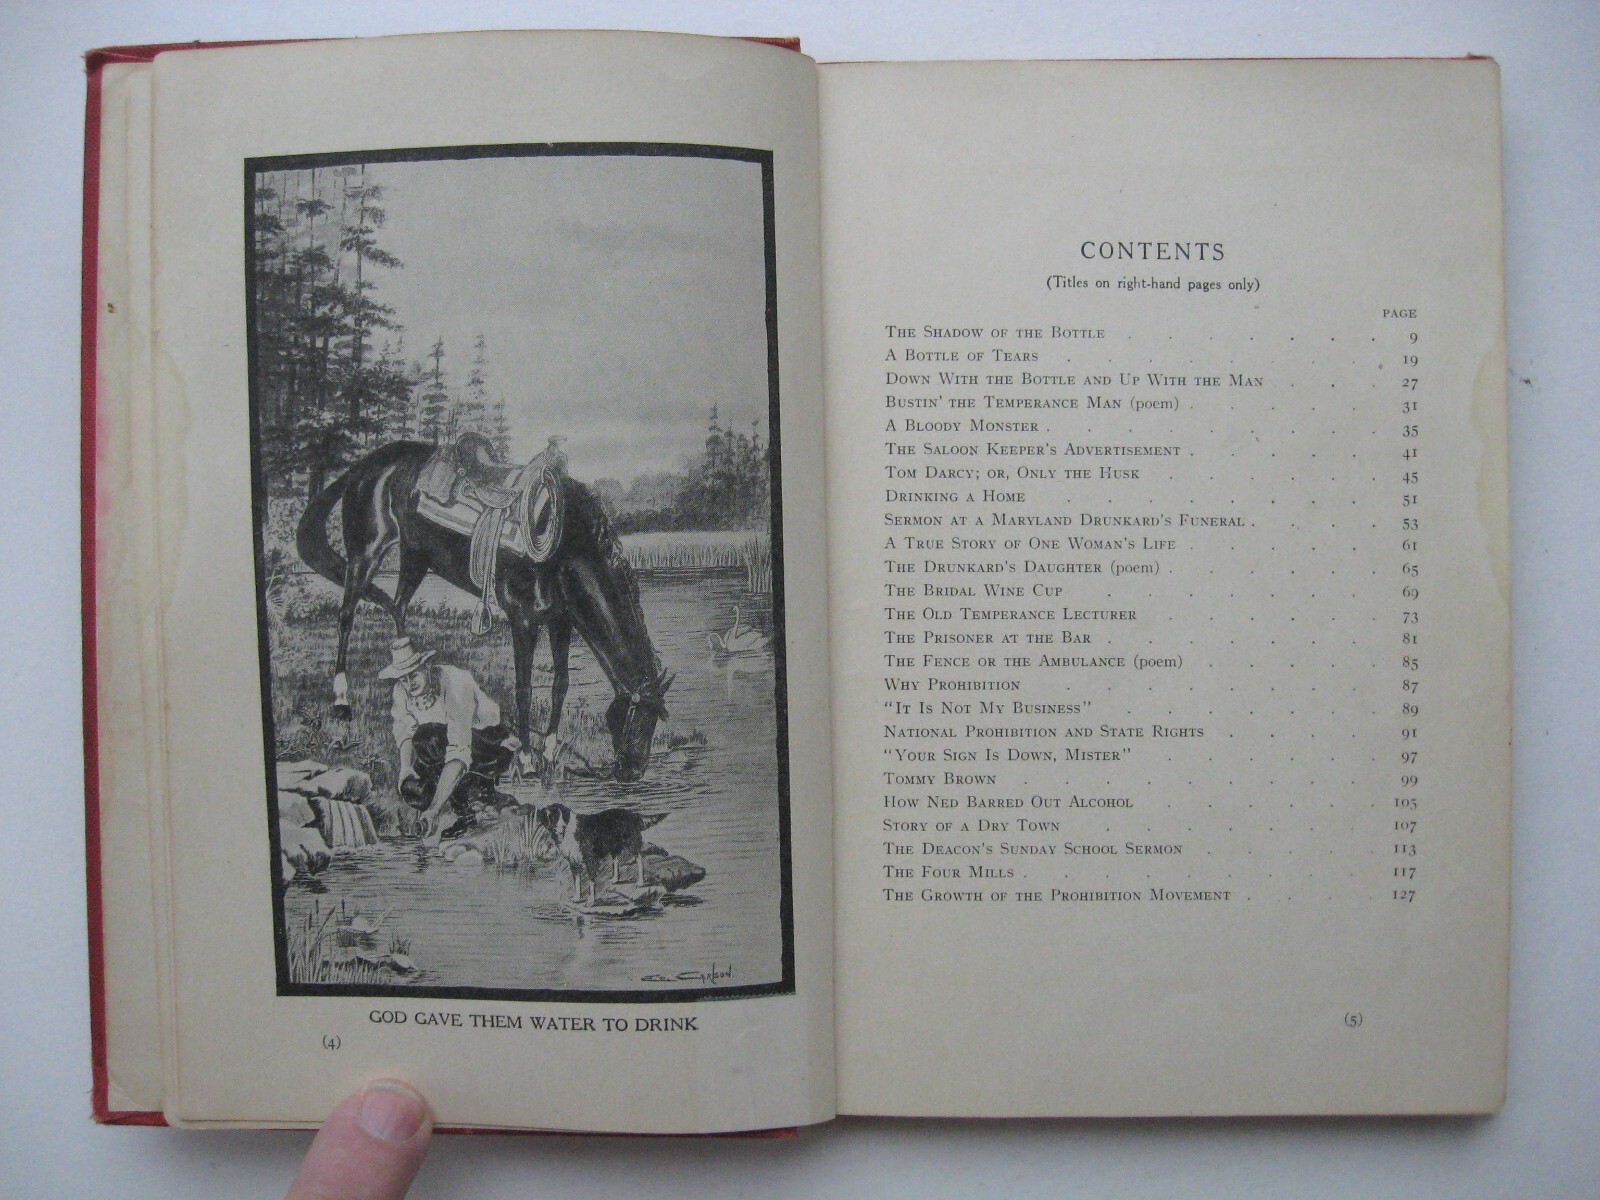 E.E. CARLSON.
GOD GAVE THEM WATER TO DRINK
(4)
CONTENTS
(Titles on right-hand pages only)
PAGE
THE SHADOW OF THE BOTTLE . . . . . . . 9
A BOTTLE OF TEARS . . . . . . . . 19
DOWN WITH THE BOTTLE AND UP WITH THE MAN . . . 27
BUSTIN' THE TEMPERANCE MAN (poem) . . . . . 31
A BLOODY MONSTER . . . . . . . . . 35
THE SALOON KEEPER'S ADVERTISEMENT . . . . . 41
TOM DARCY; OR, ONLY THE HUSK . . . . . . 45
DRINKING A HOME . . . . . . . . 51
SERMON AT A MARYLAND DRUNKARD'S FUNERAL . . . . 53
A TRUE STORY OF ONE WOMAN'S LIFE . . . . . 61
THE DRUNKARD'S DAUGHTER (poem) . . . . . . 65
THE BRIDAL WINE CUP . . . . . . . 69
THE OLD TEMPERANCE LECTURER . . . . . . 73
THE PRISONER AT THE BAR . . . . . . . 81
THE FENCE OR THE AMBULANCE (poem) . . . . . 85
WHY PROHIBITION . . . . . . . . 87
"IT IS NOT MY BUSINESS" . . . . . . . 89
NATIONAL PROHIBITION AND STATE RIGHTS . . . . . 91
"YOUR SIGN IS DOWN, MISTER" . . . . . . 97
TOMMY BROWN . . . . . . . . . 99
HOW NED BARRED OUT ALCOHOL . . . . . . 105
STORY OF A DRY TOWN . . . . . . . 107
THE DEACON'S SUNDAY SCHOOL SERMON . . . . . 113
THE FOUR MILLS . . . . . . . . . 117
THE GROWTH OF THE PROHIBITION MOVEMENT . . . . 127
(5)